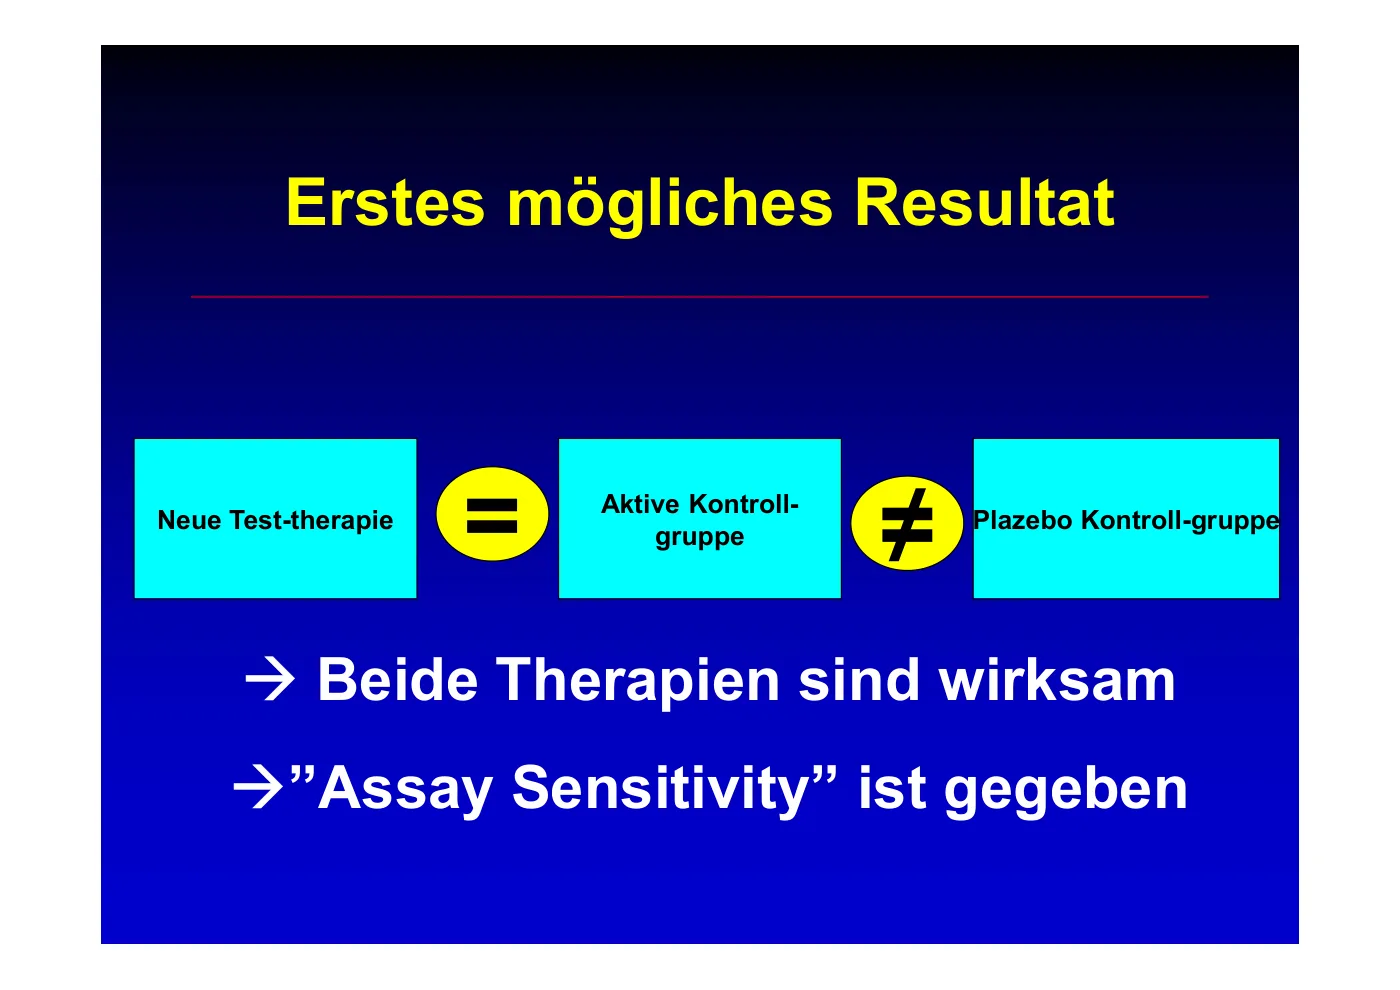 Erstes mögliches Resultat
Neue Test-therapie
=
Aktive Kontroll-
gruppe
≠
Plazebo Kontroll-gruppe
→ Beide Therapien sind wirksam
→”Assay Sensitivity” ist gegeben